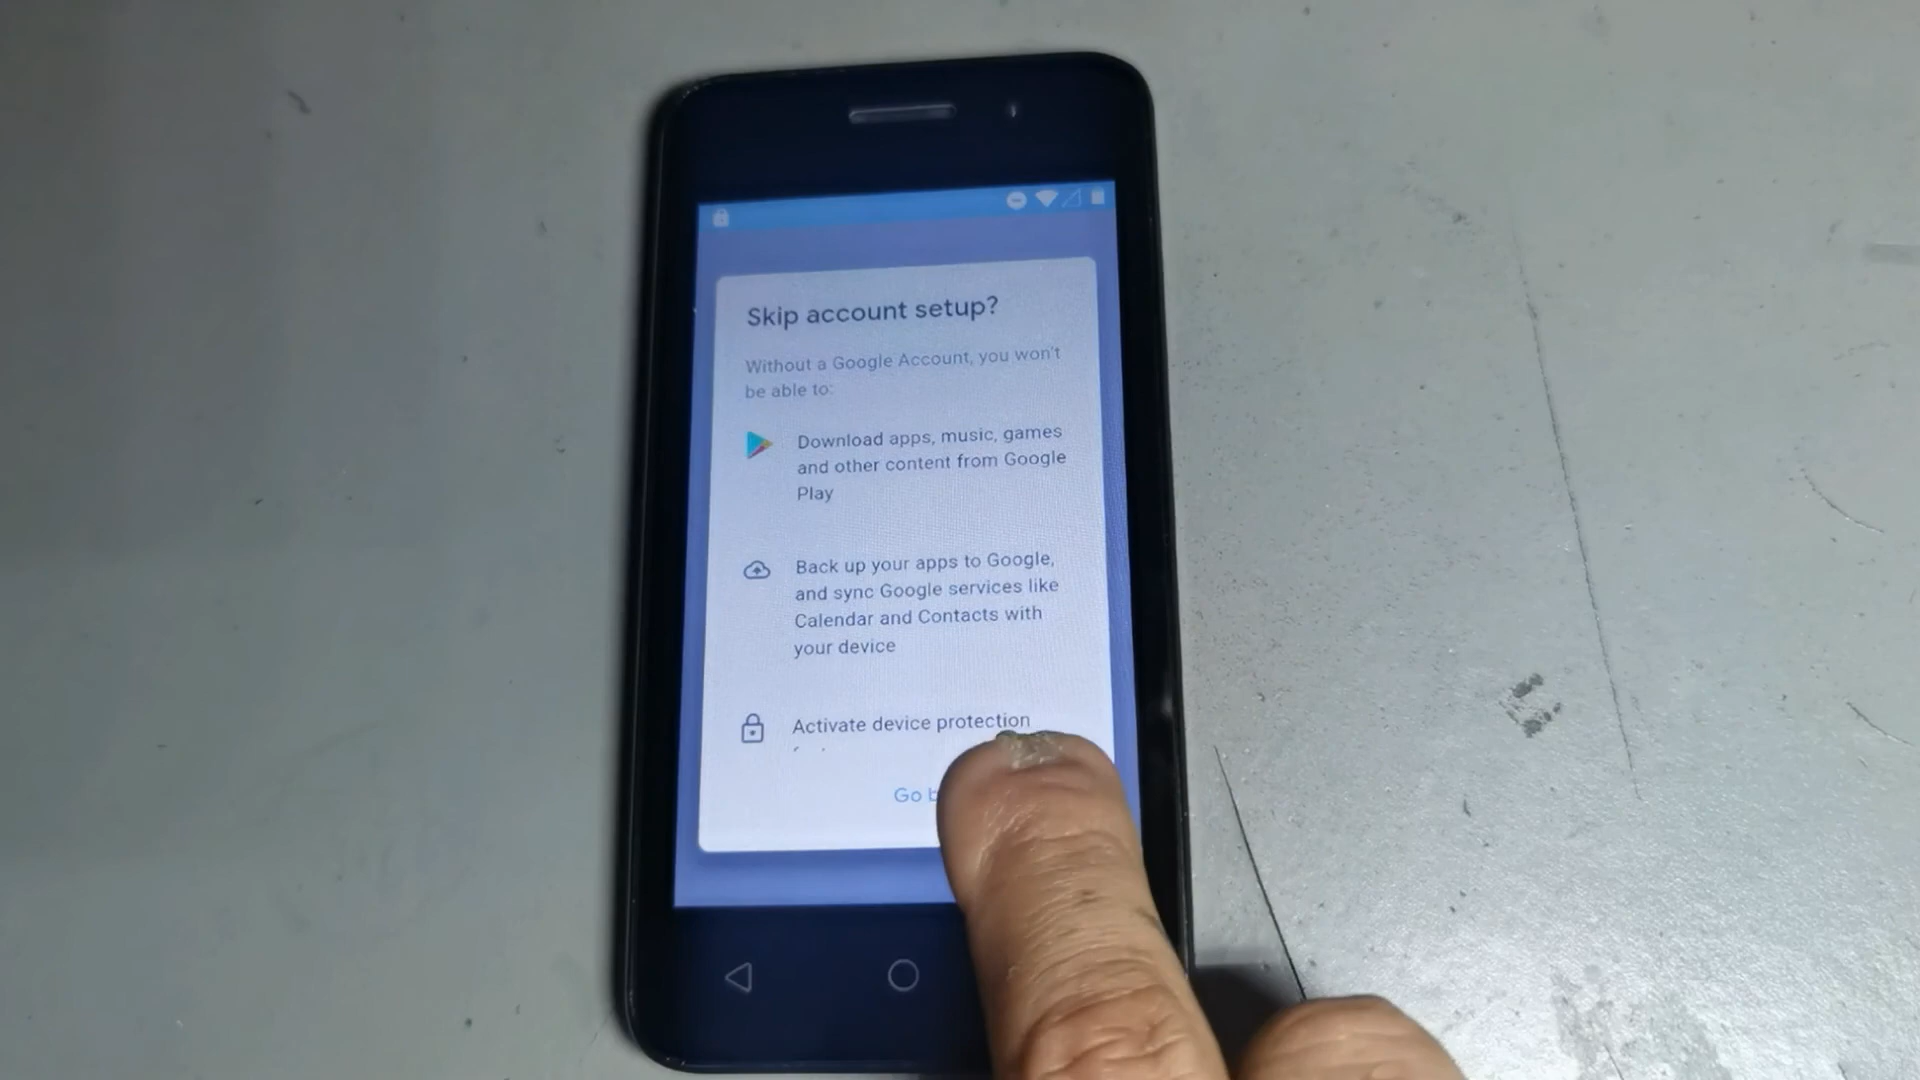 Skip account setup?
Without a Google Account, you won't
be able to:
Download apps, music, games
and other content from Google
Play
Back up your apps to Google,
and sync Google services like
Calendar and Contacts with
your device
Activate device protection
Go